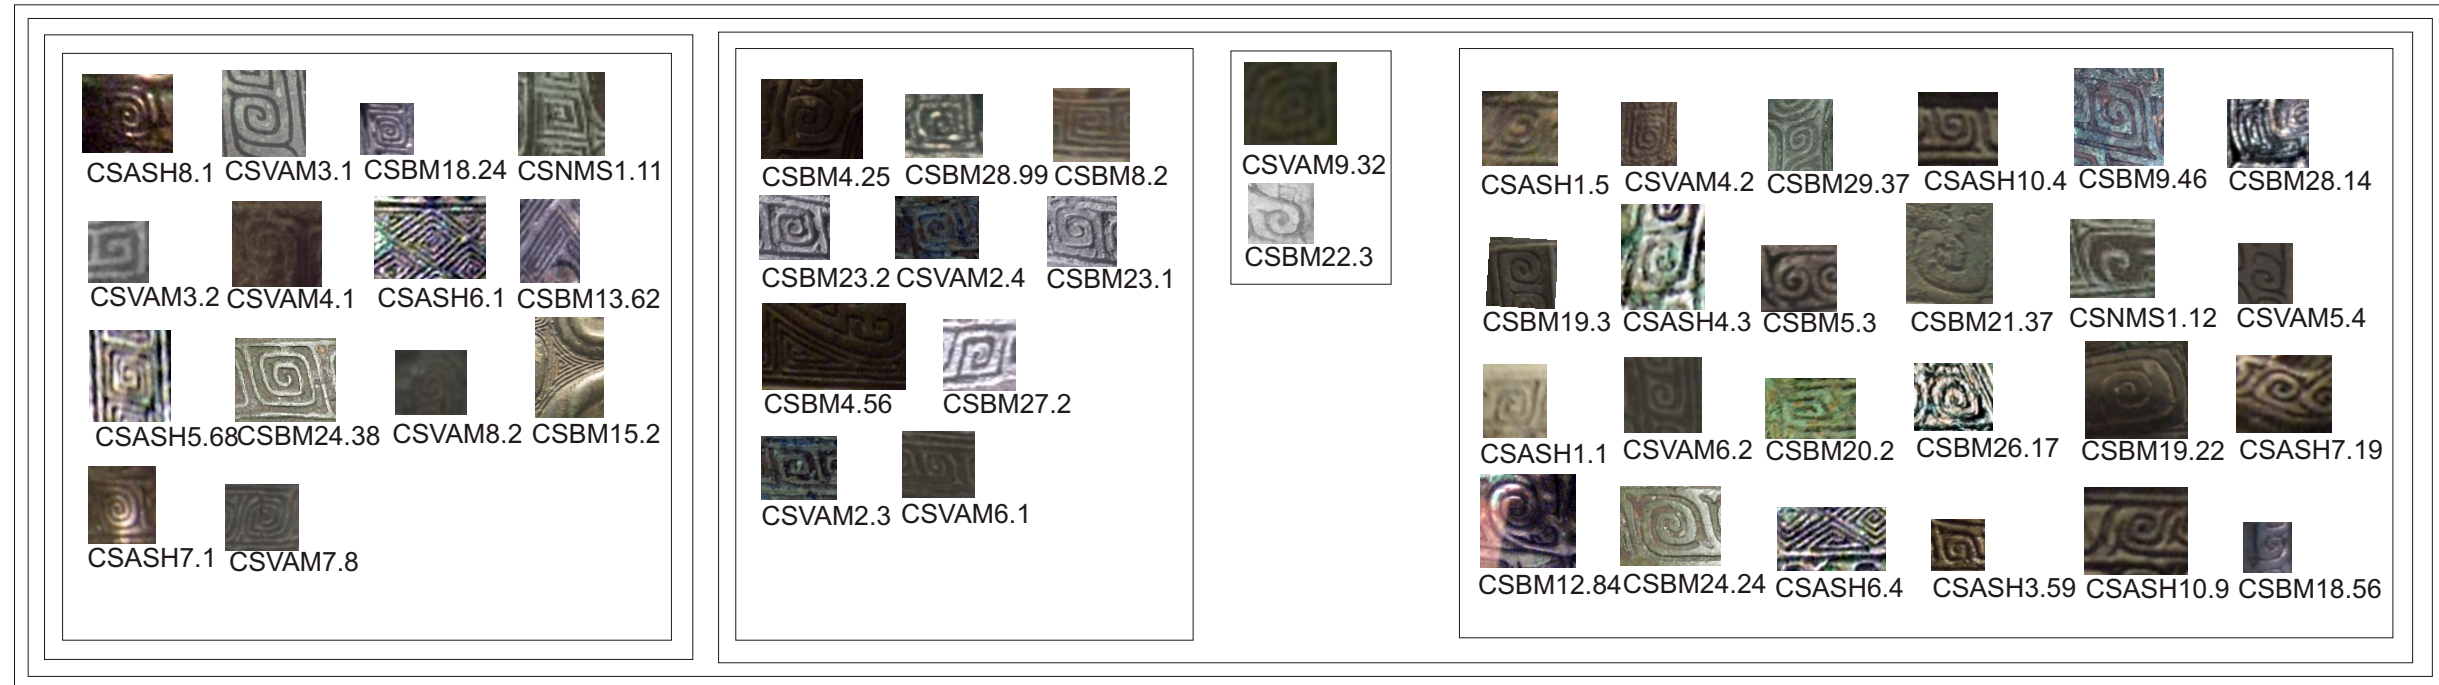 CSASH8.1 CSVAM3.1 CSBM18.24 CSNMS1.11
CSVAM3.2 CSVAM4.1 CSASH6.1 CSBM13.62
CSASH5.68 CSBM24.38 CSVAM8.2 CSBM15.2
CSASH7.1 CSVAM7.8
CSBM4.25 CSBM28.99 CSBM8.2
CSBM23.2 CSVAM2.4 CSBM23.1
CSBM4.56 CSBM27.2
CSVAM2.3 CSVAM6.1
CSVAM9.32
CSBM22.3
CSASH1.5 CSVAM4.2 CSBM29.37 CSASH10.4 CSBM9.46 CSBM28.14
CSBM19.3 CSASH4.3 CSBM5.3 CSBM21.37 CSNMS1.12 CSVAM5.4
CSASH1.1 CSVAM6.2 CSBM20.2 CSBM26.17 CSBM19.22 CSASH7.19
CSBM12.84 CSBM24.24 CSASH6.4 CSASH3.59 CSASH10.9 CSBM18.56